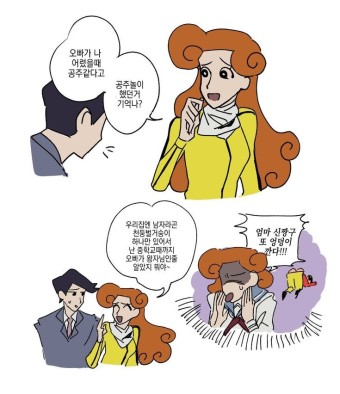 오빠가 나
어렸을때
공주같다고
공주놀이
했던거
기억나?
우리집엔 남자라곤
천둥벌거숭이
하나만 있어서
난 중학교때까지
오빠가 왕자님인줄
알았지 뭐야~
엄마 신짱구
또 엉덩이
깐다!!!